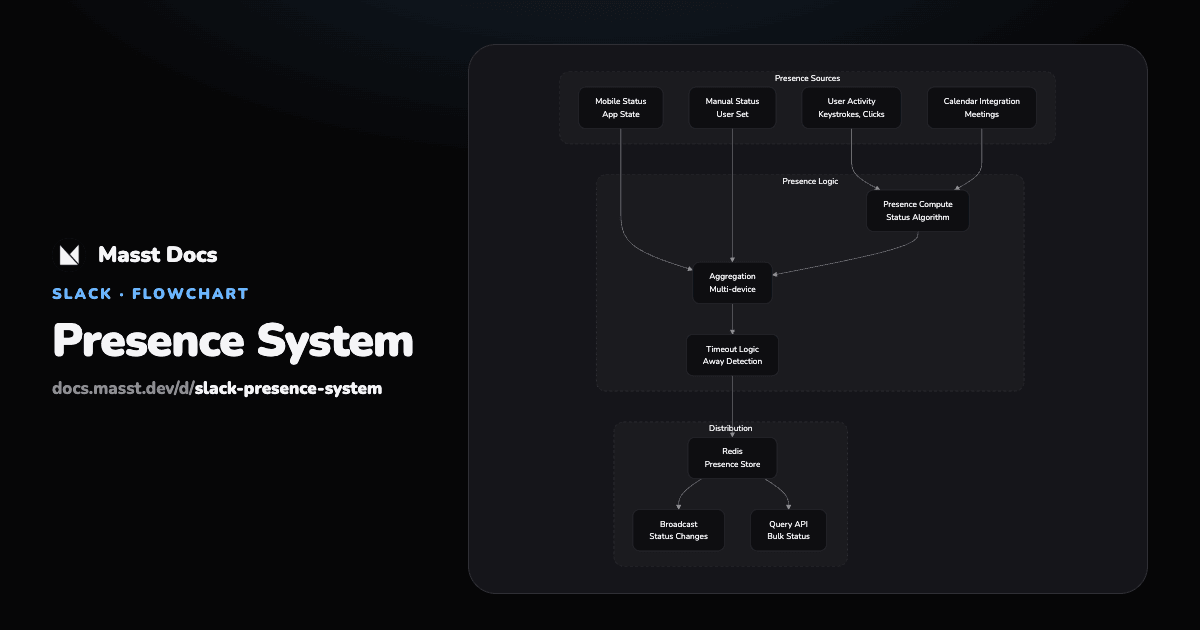 Masst Docs
SLACK · FLOWCHART
Presence System
docs.masst.dev/d/slack-presence-system
Presence Sources
Mobile Status
App State
Manual Status
User Set
User Activity
Keystrokes, Clicks
Calendar Integration
Meetings
Presence Logic
Presence Compute
Status Algorithm
Aggregation
Multi-device
Timeout Logic
Away Detection
Distribution
Redis
Presence Store
Broadcast
Status Changes
Query API
Bulk Status